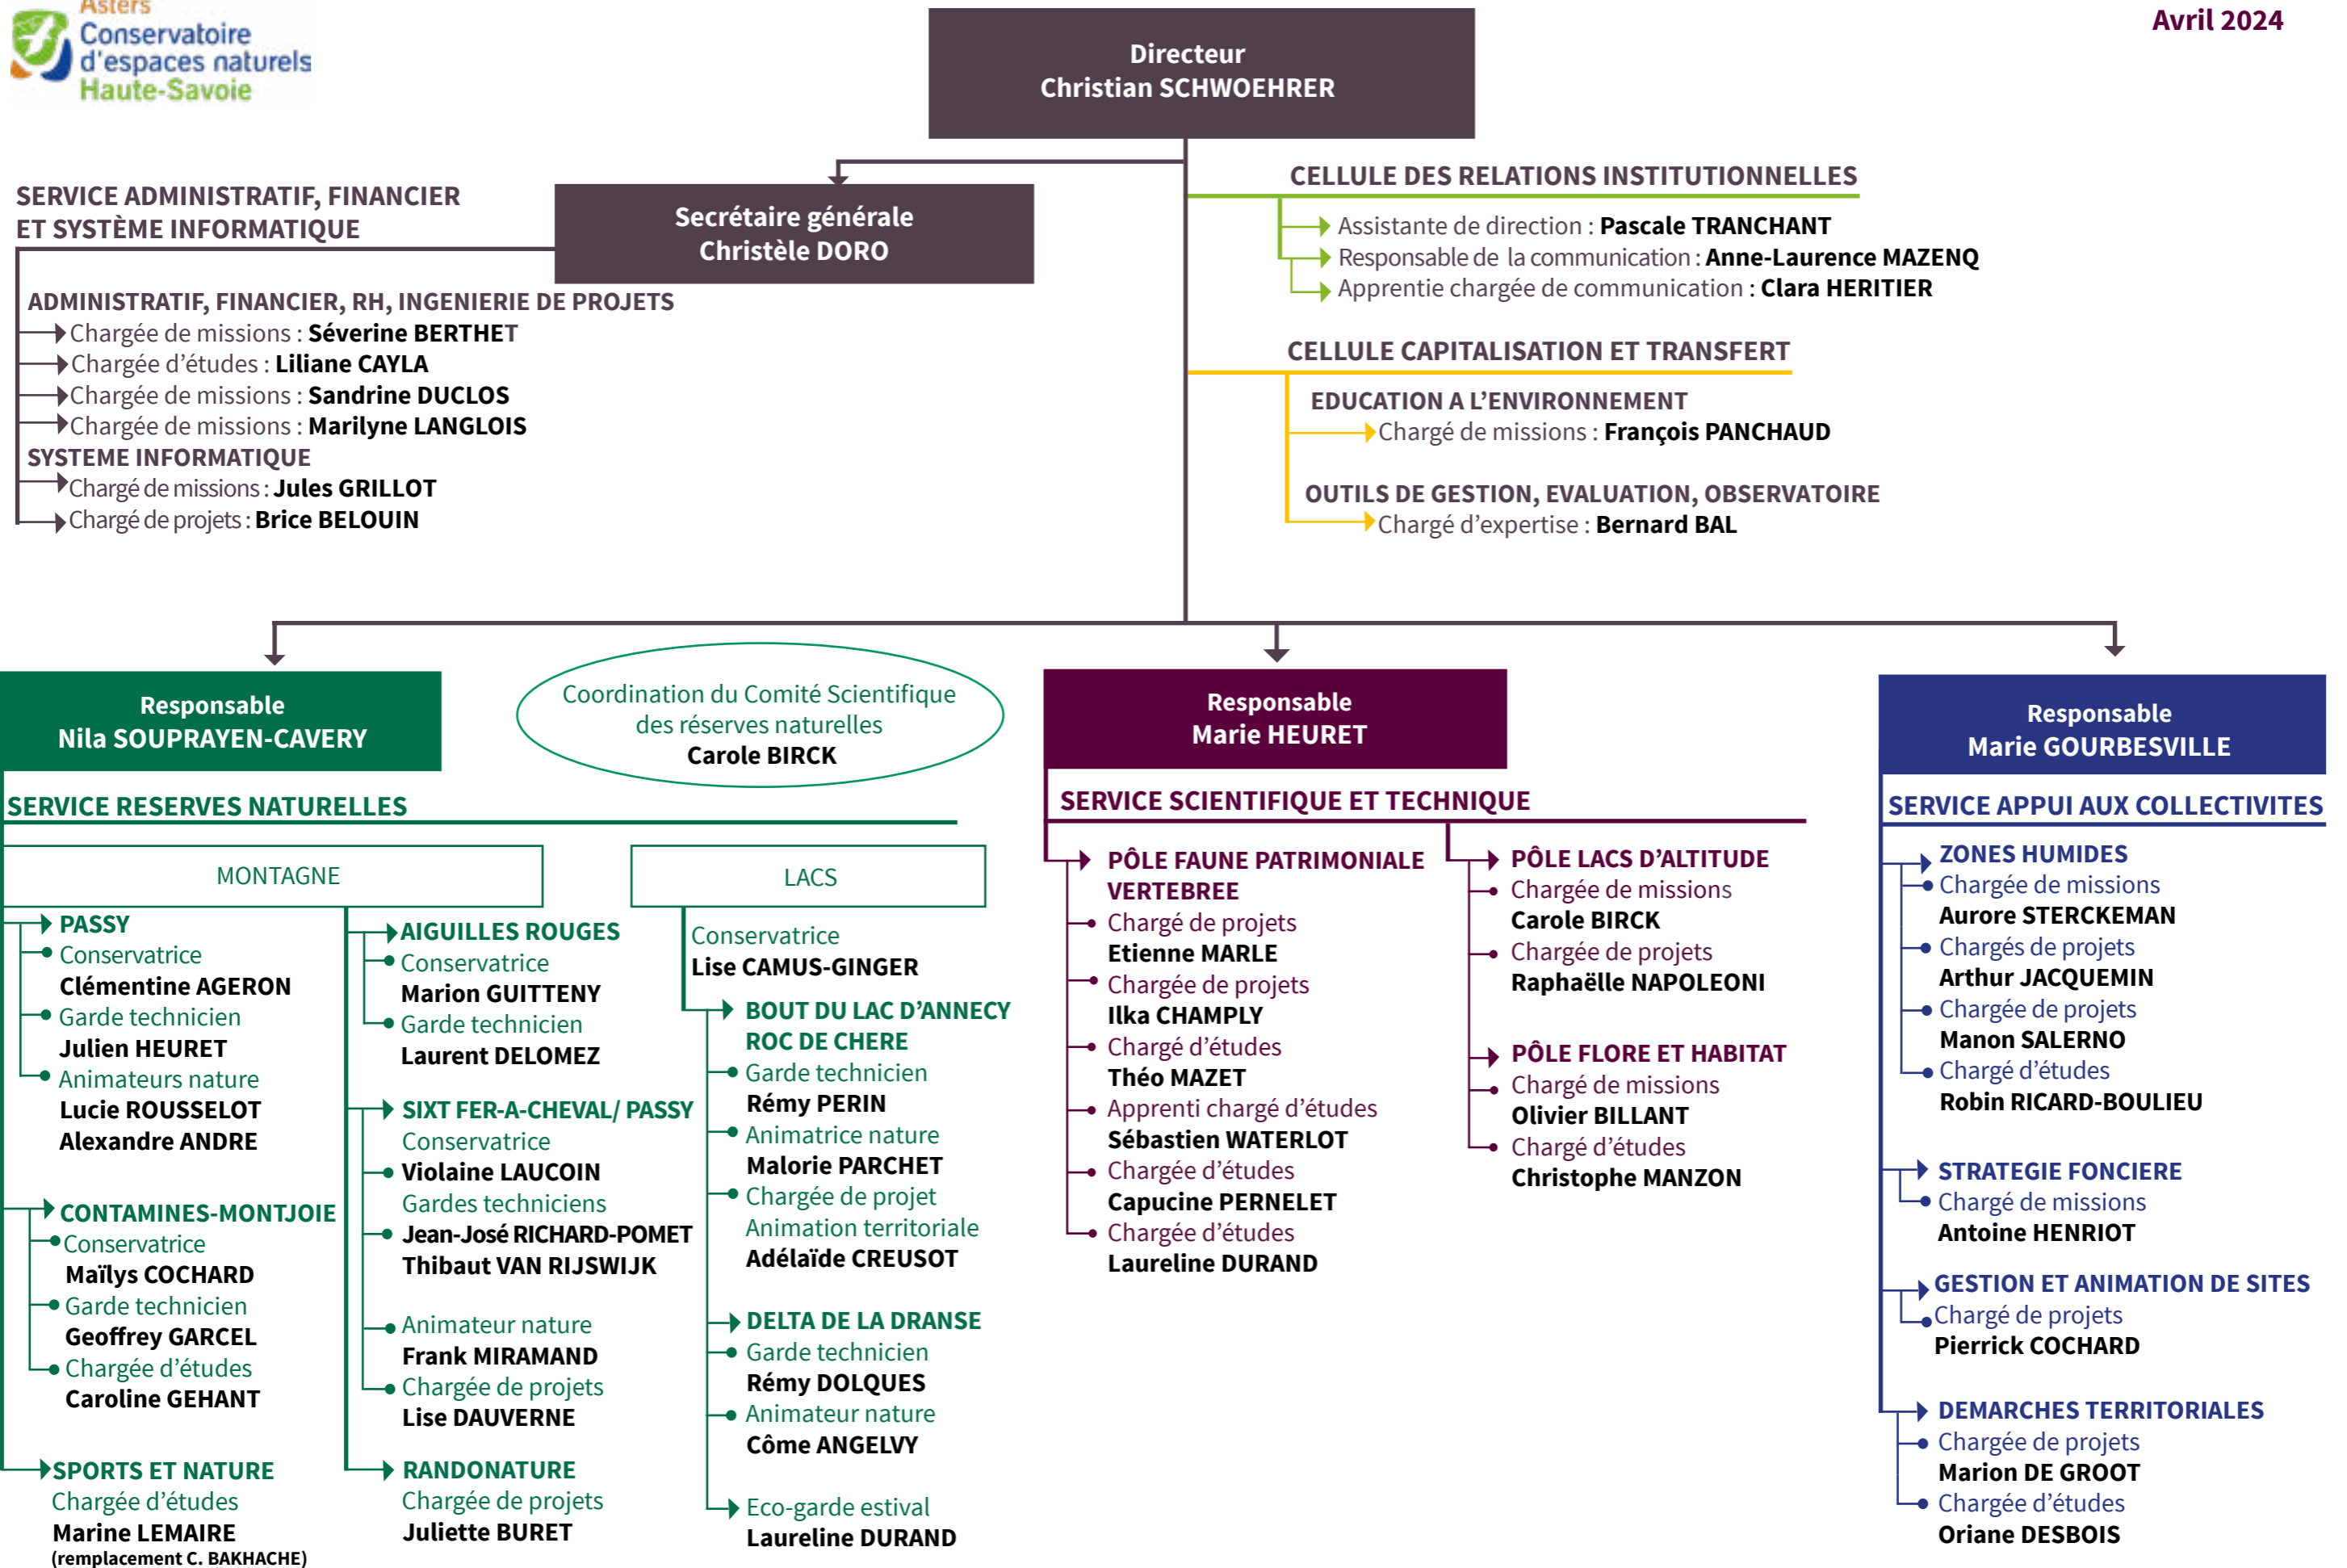 Asters
Conservatoire
d'espaces naturels
Haute-Savoie
Avril 2024
Directeur
Christian SCHWOEHRER
SERVICE ADMINISTRATIF, FINANCIER
ET SYSTÈME INFORMATIQUE
Secrétaire générale
Christèle DORO
ADMINISTRATIF, FINANCIER, RH, INGENIERIE DE PROJETS
Chargée de missions : Séverine BERTHET
Chargée d’études : Liliane CAYLA
Chargée de missions : Sandrine DUCLOS
Chargée de missions : Marilyne LANGLOIS
SYSTEME INFORMATIQUE
Chargé de missions : Jules GRILLOT
Chargé de projets : Brice BELOUIN
CELLULE DES RELATIONS INSTITUTIONNELLES
Assistante de direction : Pascale TRANCHANT
Responsable de la communication : Anne-Laurence MAZENQ
Apprentie chargée de communication : Clara HERITIER
CELLULE CAPITALISATION ET TRANSFERT
EDUCATION A L’ENVIRONNEMENT
Chargé de missions : François PANCHAUD
OUTILS DE GESTION, EVALUATION, OBSERVATOIRE
Chargé d’expertise : Bernard BAL
Responsable
Nila SOUPRAYEN-CAVERY
Coordination du Comité Scientifique
des réserves naturelles
Carole BIRCK
SERVICE RESERVES NATURELLES
MONTAGNE
PASSY
Conservatrice
Clémentine AGERON
Garde technicien
Julien HEURET
Animateurs nature
Lucie ROUSSELOT
Alexandre ANDRE
CONTAMINES-MONTJOIE
Conservatrice
Maïlys COCHARD
Garde technicien
Geoffrey GARCEL
Chargée d’études
Caroline GEHANT
SPORTS ET NATURE
Chargée d’études
Marine LEMAIRE
(remplacement C. BAKHACHE)
AIGUILLES ROUGES
Conservatrice
Marion GUITTENY
Garde technicien
Laurent DELOMEZ
SIXT FER-A-CHEVAL/ PASSY
Conservatrice
Violaine LAUCOIN
Gardes techniciens
Jean-José RICHARD-POMET
Thibaut VAN RIJSWIJK
Animateur nature
Frank MIRAMAND
Chargée de projets
Lise DAUVERNE
RANDONATURE
Chargée de projets
Juliette BURET
LACS
Conservatrice
Lise CAMUS-GINGER
BOUT DU LAC D’ANNECY
ROC DE CHERE
Garde technicien
Rémy PERIN
Animatrice nature
Malorie PARCHET
Chargée de projet
Animation territoriale
Adélaïde CREUSOT
DELTA DE LA DRANSE
Garde technicien
Rémy DOLQUES
Animateur nature
Côme ANGELVY
Eco-garde estival
Laureline DURAND
Responsable
Marie HEURET
SERVICE SCIENTIFIQUE ET TECHNIQUE
PÔLE FAUNE PATRIMONIALE
VERTEBREE
Chargé de projets
Etienne MARLE
Chargée de projets
Ilka CHAMPLY
Chargé d’études
Théo MAZET
Apprenti chargé d’études
Sébastien WATERLOT
Chargée d’études
Capucine PERNELET
Chargée d’études
Laureline DURAND
PÔLE LACS D’ALTITUDE
Chargée de missions
Carole BIRCK
Chargée de projets
Raphaëlle NAPOLEONI
PÔLE FLORE ET HABITAT
Chargé de missions
Olivier BILLANT
Chargé d’études
Christophe MANZON
Responsable
Marie GOURBESVILLE
SERVICE APPUI AUX COLLECTIVITES
ZONES HUMIDES
Chargée de missions
Aurore STERCKEMAN
Chargés de projets
Arthur JACQUEMIN
Chargée de projets
Manon SALERNO
Chargé d’études
Robin RICARD-BOULIEU
STRATEGIE FONCIERE
Chargé de missions
Antoine HENRIOT
GESTION ET ANIMATION DE SITES
Chargé de projets
Pierrick COCHARD
DEMARCHES TERRITORIALES
Chargée de projets
Marion DE GROOT
Chargée d’études
Oriane DESBOIS